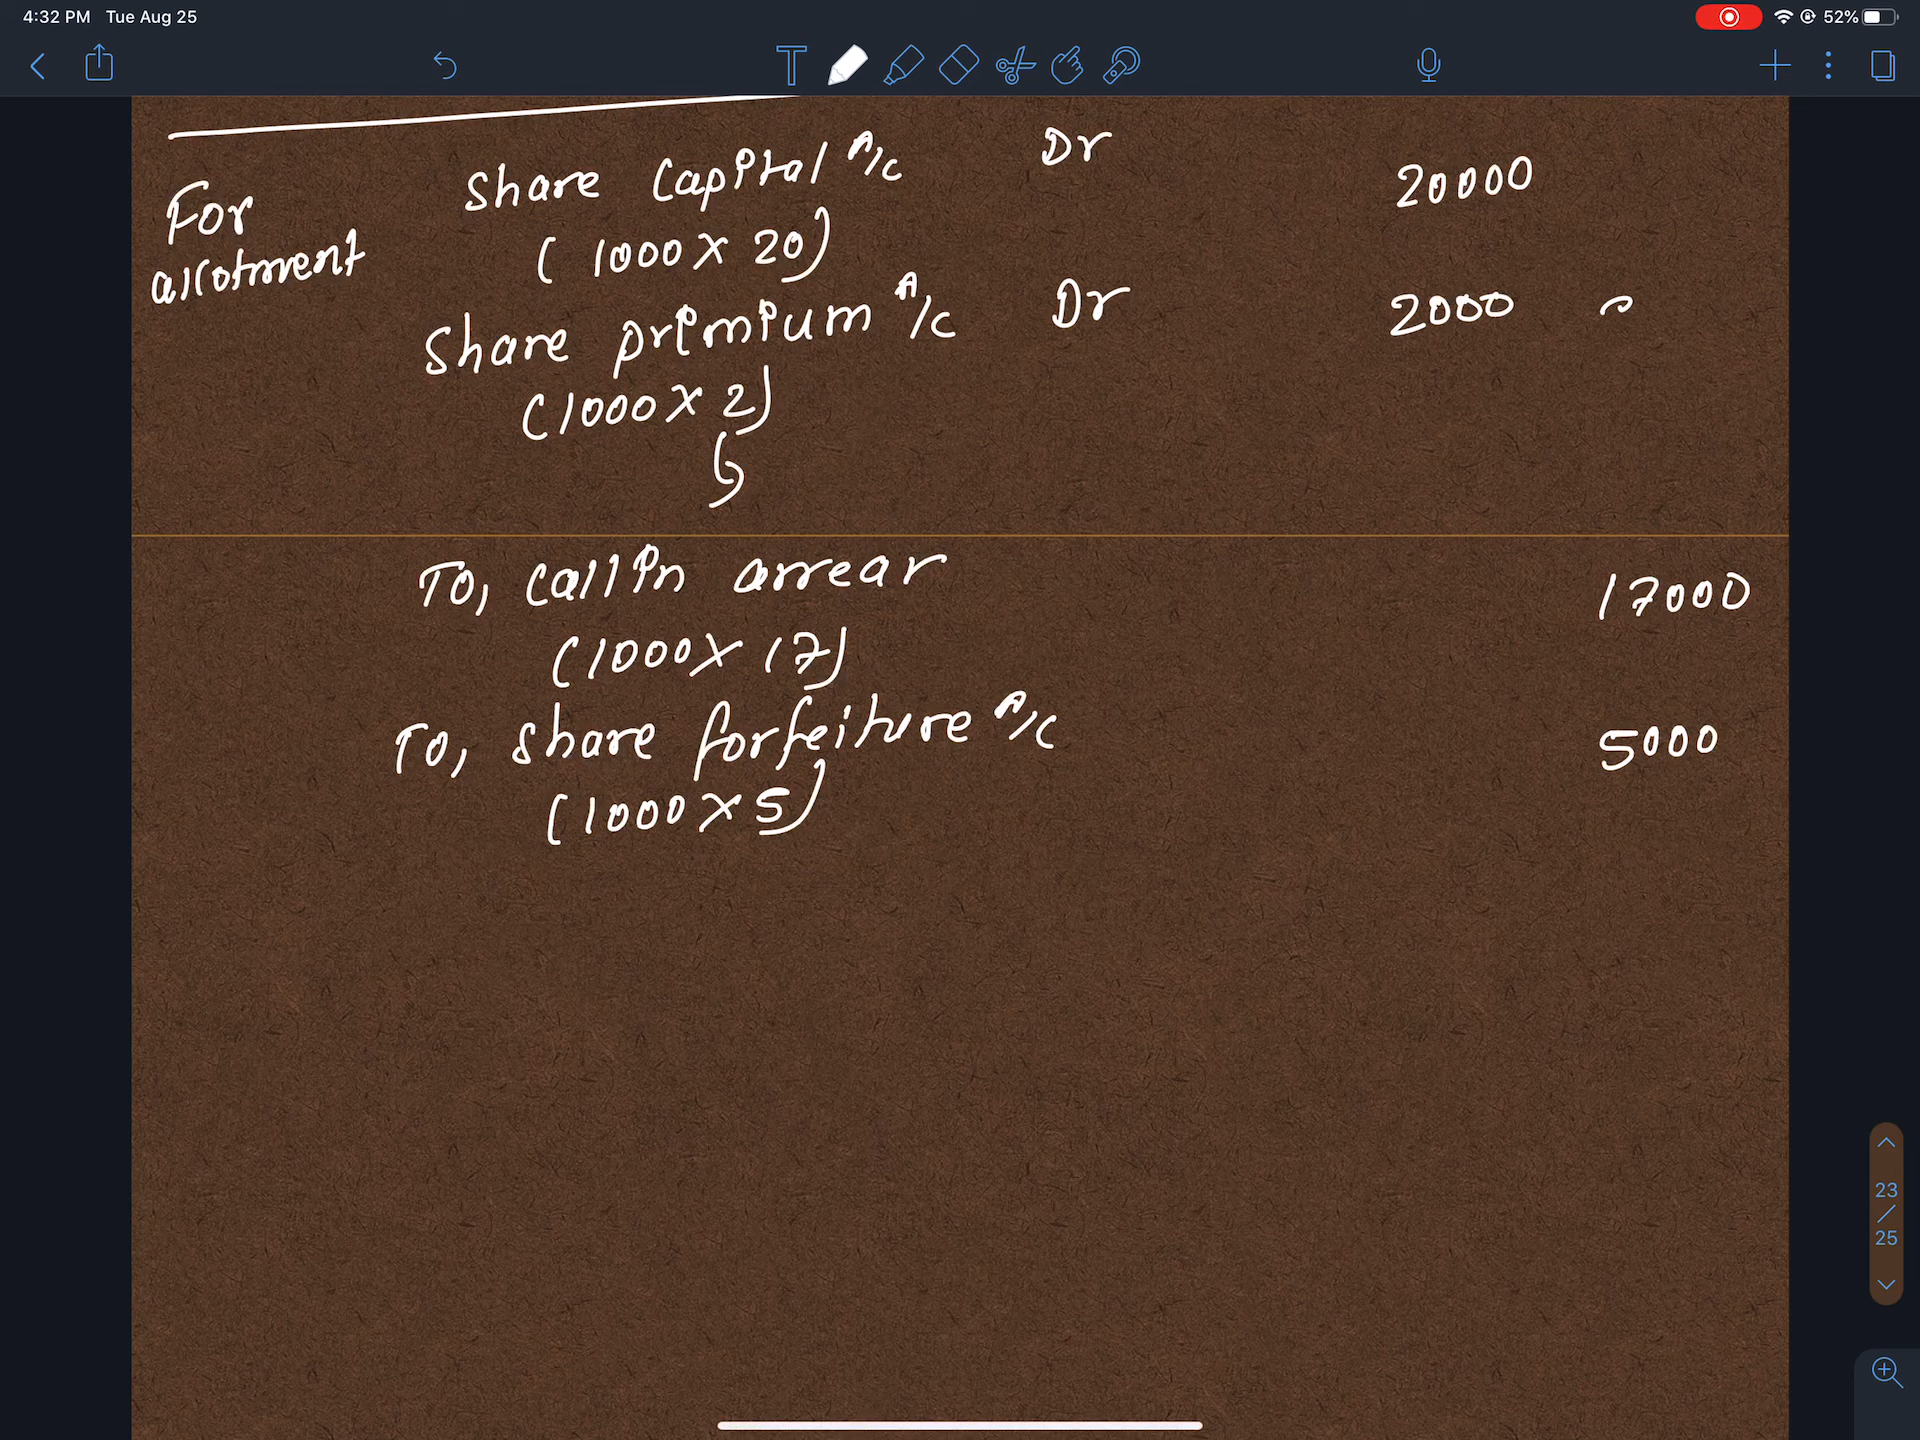 4:32 PM Tue Aug 25
52%
Share Capital A/c Dr 20000
For allotment
(1000 X 20)
Share premium A/c Dr 2000
(1000 X 2)
To, Call in arrear 17000
(1000 X 17)
To, Share forfeiture A/c 5000
(1000 X 5)
23
/
25